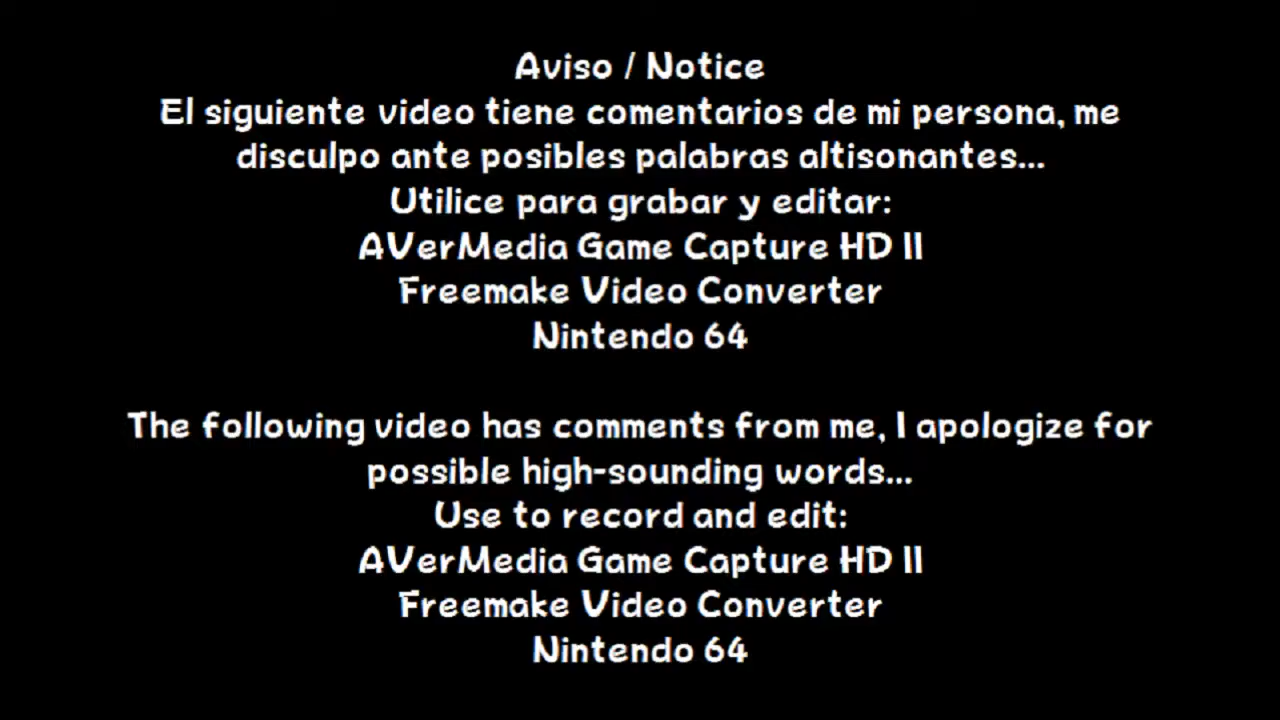 Aviso / Notice
El siguiente video tiene comentarios de mi persona, me
disculpo ante posibles palabras altisonantes...
Utilice para grabar y editar:
AVerMedia Game Capture HD II
Freemake Video Converter
Nintendo 64
The following video has comments from me, I apologize for
possible high-sounding words...
Use to record and edit:
AVerMedia Game Capture HD II
Freemake Video Converter
Nintendo 64